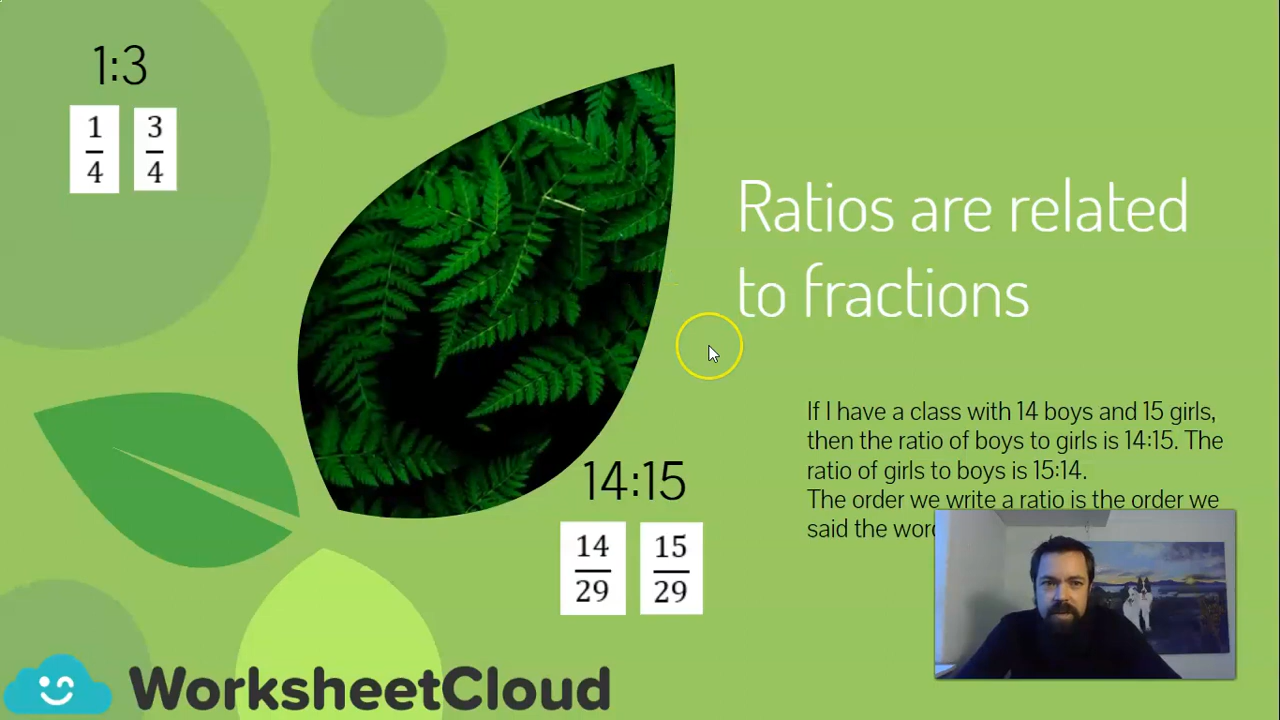 1:3
1/4 3/4
Ratios are related
to fractions
If I have a class with 14 boys and 15 girls,
then the ratio of boys to girls is 14:15. The
ratio of girls to boys is 15:14.
The order we write a ratio is the order we
said the
14:15
14/29 15/29
WorksheetCloud